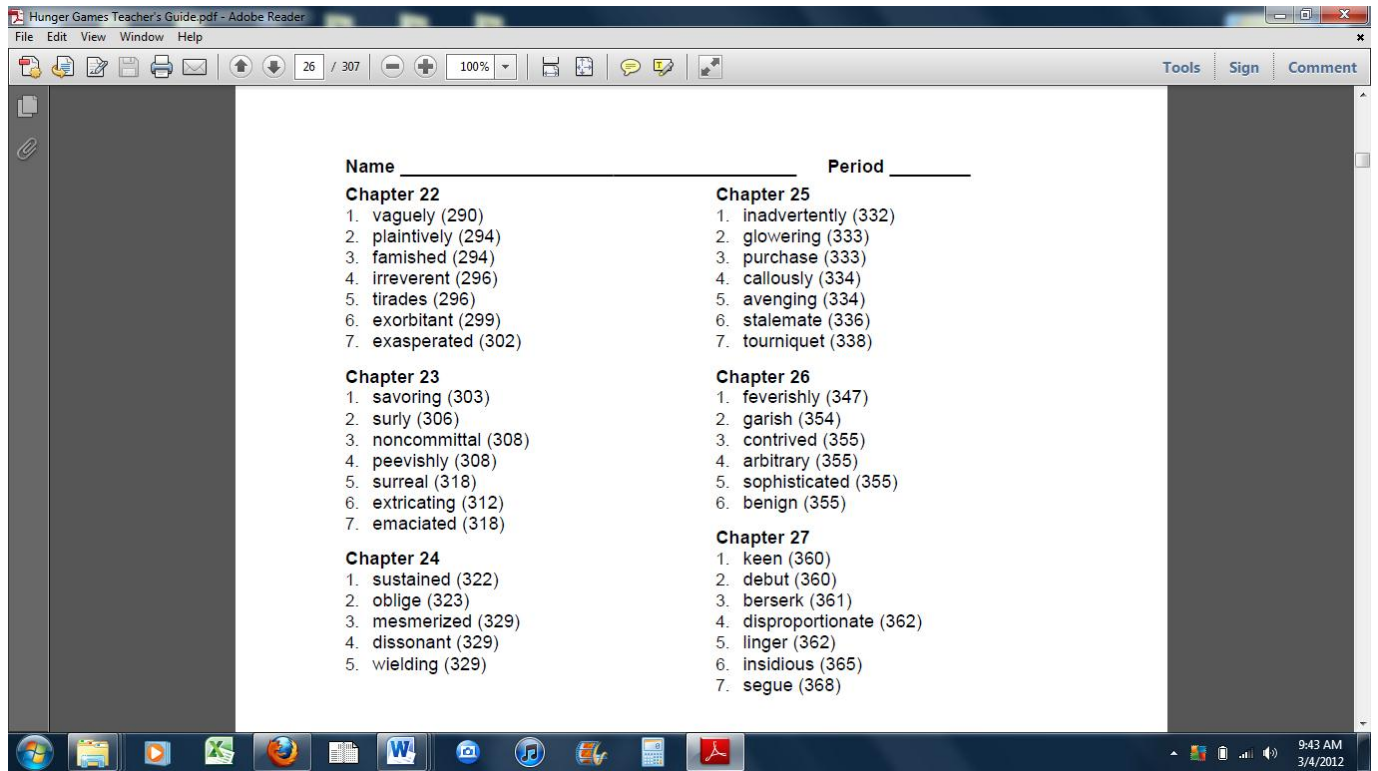 Hunger Games Teacher's Guide.pdf - Adobe Reader
File Edit View Window Help
26 / 307 100% Tools Sign Comment
Name Period
Chapter 22
1. vaguely (290)
2. plaintively (294)
3. famished (294)
4. irreverent (296)
5. tirades (296)
6. exorbitant (299)
7. exasperated (302)
Chapter 23
1. savoring (303)
2. surly (306)
3. noncommittal (308)
4. peevishly (308)
5. surreal (318)
6. extricating (312)
7. emaciated (318)
Chapter 24
1. sustained (322)
2. oblige (323)
3. mesmerized (329)
4. dissonant (329)
5. wielding (329)
Chapter 25
1. inadvertently (332)
2. glowering (333)
3. purchase (333)
4. callously (334)
5. avenging (334)
6. stalemate (336)
7. tourniquet (338)
Chapter 26
1. feverishly (347)
2. garish (354)
3. contrived (355)
4. arbitrary (355)
5. sophisticated (355)
6. benign (355)
Chapter 27
1. keen (360)
2. debut (360)
3. berserk (361)
4. disproportionate (362)
5. linger (362)
6. insidious (365)
7. segue (368)
9:43 AM
3/4/2012